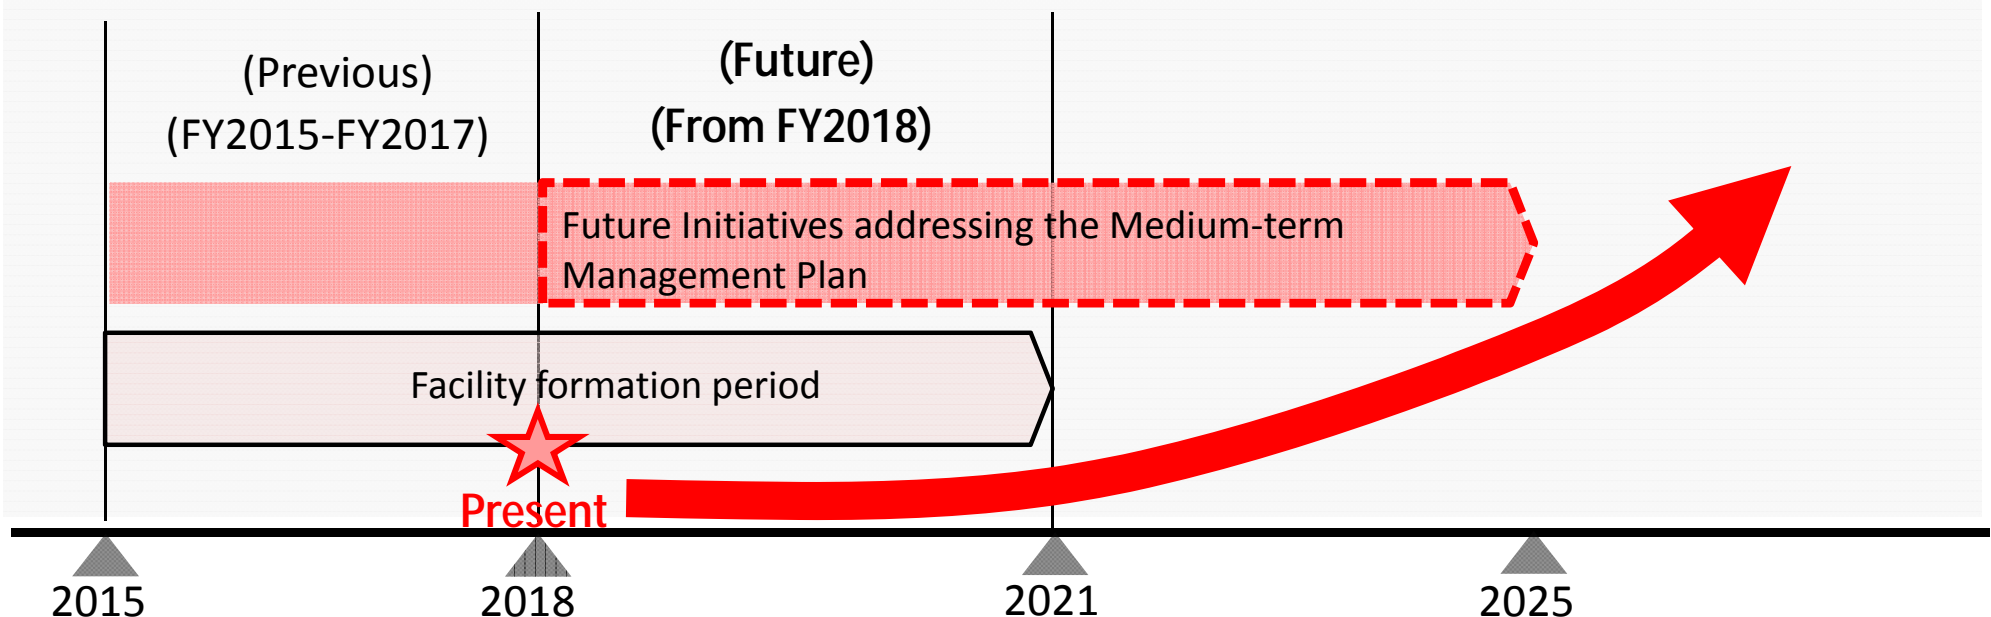 (Previous)
(FY2015-FY2017)
(Future)
(From FY2018)
Future Initiatives addressing the Medium-term
Management Plan
Facility formation period
Present
2015
2018
2021
2025